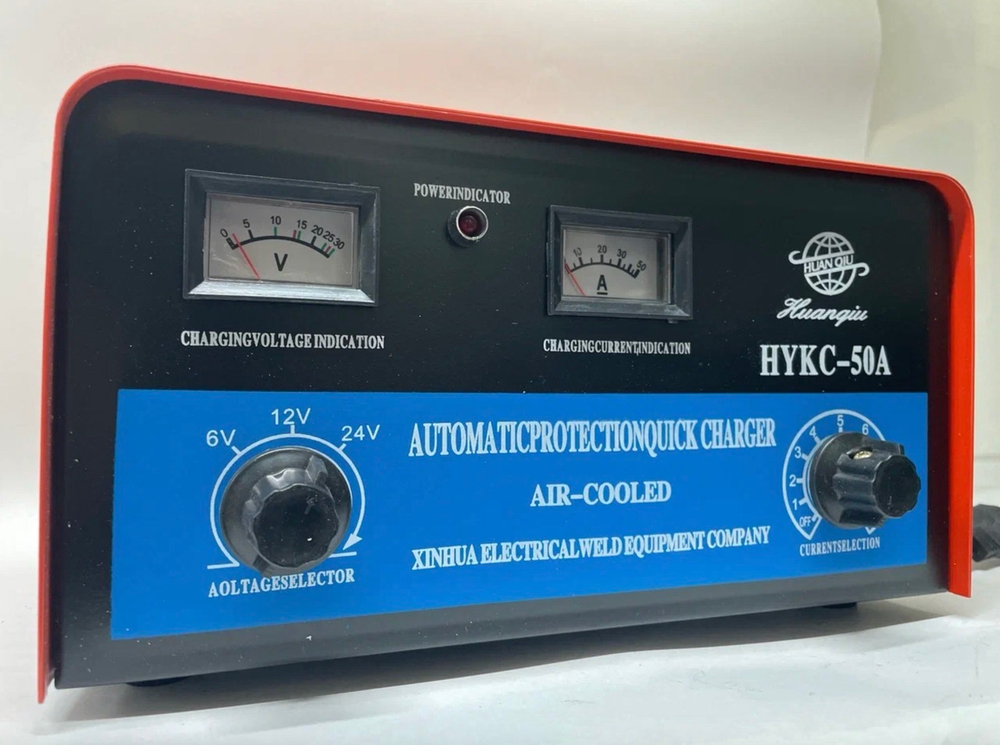 POWERINDICATOR
0 5 10 15 20 25 30
V
10 20 30 50
A
CHARGINGVOLTAGE INDICATION
CHARGINGCURRENTINDICATION
HUAN QIU
Huanqiu
HYKC-50A
6V 12V 24V
AOLTAGESELECTOR
AUTOMATICPROTECTIONQUICK CHARGER
AIR-COOLED
XINHUA ELECTRICALWELD EQUIPMENT COMPANY
OFF 1 2 3 4 5 6
CURRENTSELECTION